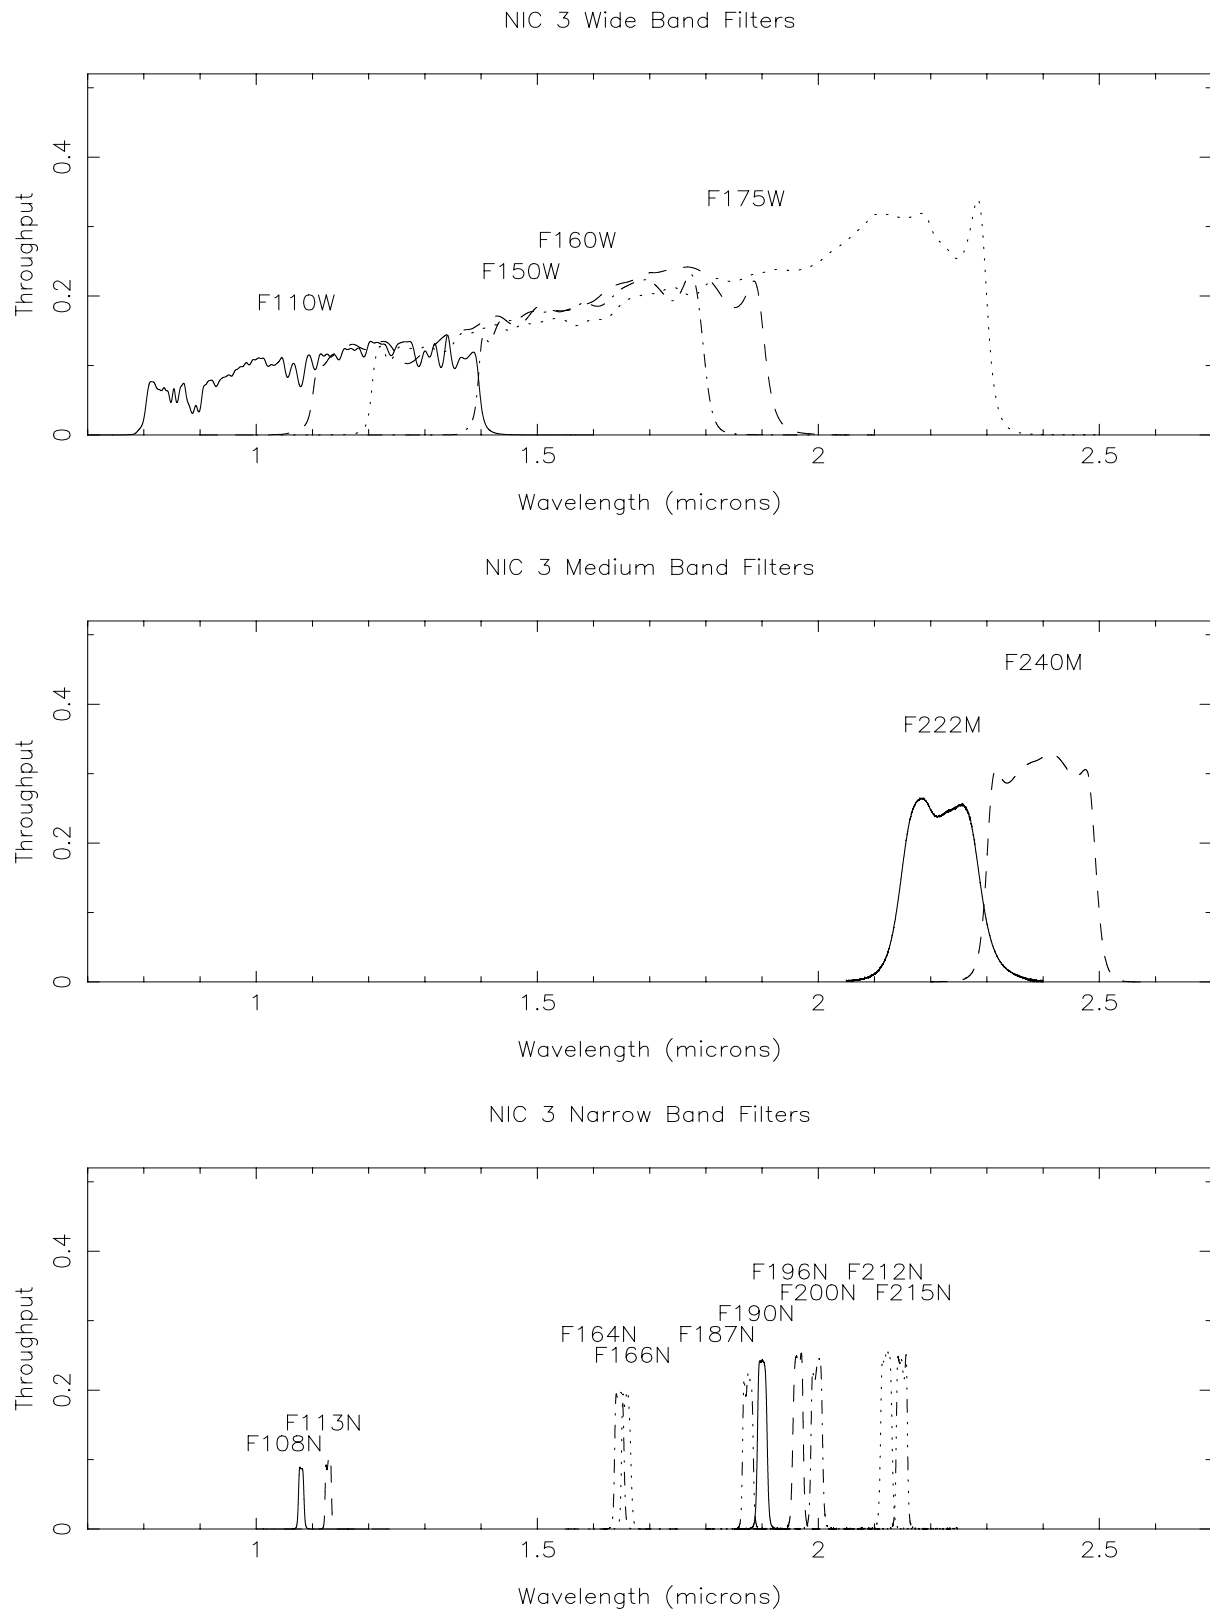 NIC 3 Wide Band Filters
Throughput
0.4
0.2
0
F175W
F160W
F150W
F110W
1
1.5
2
2.5
Wavelength (microns)
NIC 3 Medium Band Filters
Throughput
0.4
0.2
0
F240M
F222M
1
1.5
2
2.5
Wavelength (microns)
NIC 3 Narrow Band Filters
Throughput
0.4
0.2
0
F196N F212N
F200N F215N
F190N
F164N F187N
F166N
F113N
F108N
1
1.5
2
2.5
Wavelength (microns)